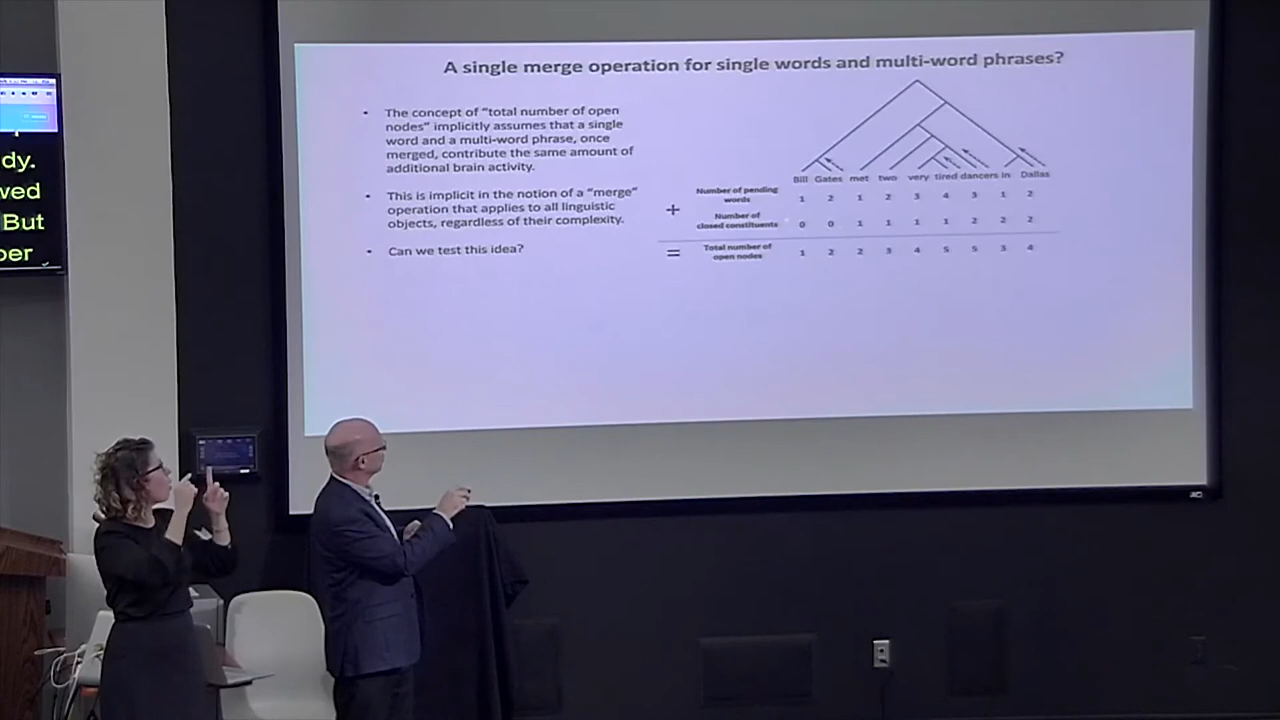 A single merge operation for single words and multi-word phrases?
• The concept of "total number of open
nodes" implicitly assumes that a single
word and a multi-word phrase, once
merged, contribute the same amount of
additional brain activity.
• This is implicit in the notion of a "merge"
operation that applies to all linguistic
objects, regardless of their complexity.
• Can we test this idea?
Bill Gates met two very tired dancers in Dallas
+
Number of pending
words
1 2 1 2 3 4 3 1 2
Number of
closed constituents
0 0 1 1 1 1 2 2 2
=
Total number of
open nodes
1 2 2 3 4 5 5 3 4
dy.
wed
But
per